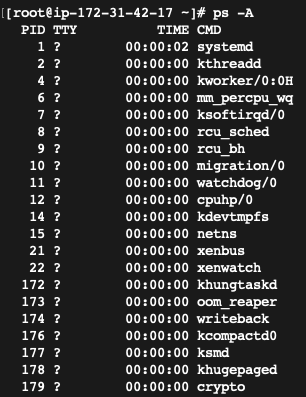 [[root@ip-172-31-42-17 ~]# ps -A
PID TTY TIME CMD
1 ? 00:00:02 systemd
2 ? 00:00:00 kthreadd
4 ? 00:00:00 kworker/0:0H
6 ? 00:00:00 mm_percpu_wq
7 ? 00:00:00 ksoftirqd/0
8 ? 00:00:00 rcu_sched
9 ? 00:00:00 rcu_bh
10 ? 00:00:00 migration/0
11 ? 00:00:00 watchdog/0
12 ? 00:00:00 cpuhp/0
14 ? 00:00:00 kdevtmpfs
15 ? 00:00:00 netns
21 ? 00:00:00 xenbus
22 ? 00:00:00 xenwatch
172 ? 00:00:00 khungtaskd
173 ? 00:00:00 oom_reaper
174 ? 00:00:00 writeback
176 ? 00:00:00 kcompactd0
177 ? 00:00:00 ksmd
178 ? 00:00:00 khugepaged
179 ? 00:00:00 crypto